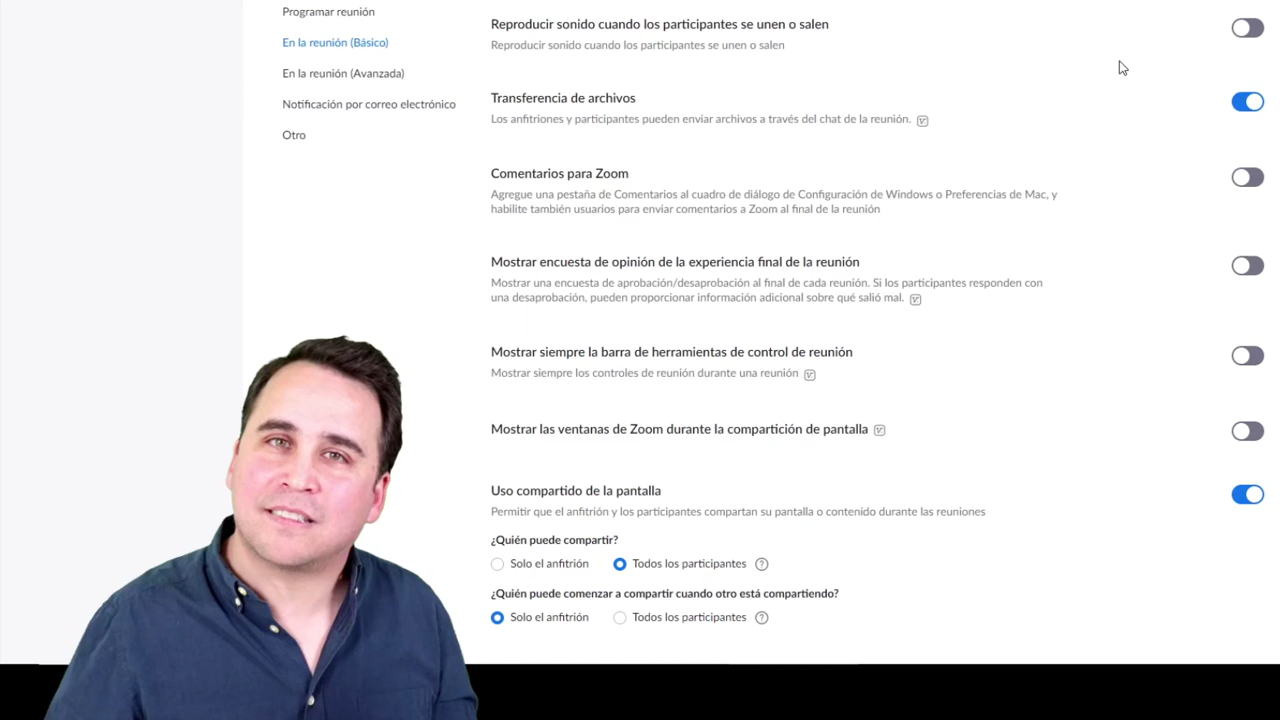 Programar reunión
En la reunión (Básico)
En la reunión (Avanzada)
Notificación por correo electrónico
Otro
Reproducir sonido cuando los participantes se unen o salen
Reproducir sonido cuando los participantes se unen o salen
Transferencia de archivos
Los anfitriones y participantes pueden enviar archivos a través del chat de la reunión.
Comentarios para Zoom
Agregue una pestaña de Comentarios al cuadro de diálogo de Configuración de Windows o Preferencias de Mac, y
habilite también usuarios para enviar comentarios a Zoom al final de la reunión
Mostrar encuesta de opinión de la experiencia final de la reunión
Mostrar una encuesta de aprobación/desaprobación al final de cada reunión. Si los participantes responden con
una desaprobación, pueden proporcionar información adicional sobre qué salió mal.
Mostrar siempre la barra de herramientas de control de reunión
Mostrar siempre los controles de reunión durante una reunión
Mostrar las ventanas de Zoom durante la compartición de pantalla
Uso compartido de la pantalla
Permitir que el anfitrión y los participantes compartan su pantalla o contenido durante las reuniones
¿Quién puede compartir?
Solo el anfitrión Todos los participantes ?
¿Quién puede comenzar a compartir cuando otro está compartiendo?
Solo el anfitrión Todos los participantes ?